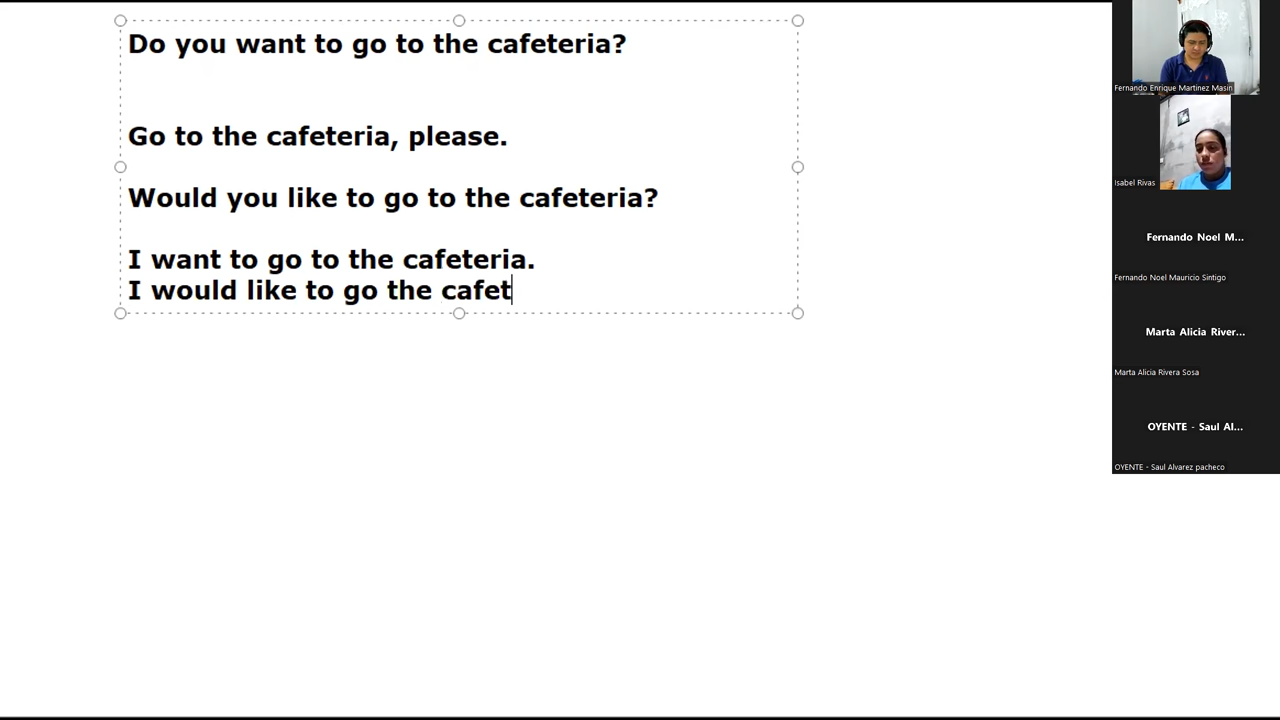 Do you want to go to the cafeteria?
Go to the cafeteria, please.
Would you like to go to the cafeteria?
I want to go to the cafeteria.
I would like to go the cafet
Fernando Enrique Martinez Masin
Isabel Rivas
Fernando Noel M...
Fernando Noel Mauricio Sintigo
Marta Alicia River...
Marta Alicia Rivera Sosa
OYENTE - Saul Al...
OYENTE - Saul Alvarez pacheco